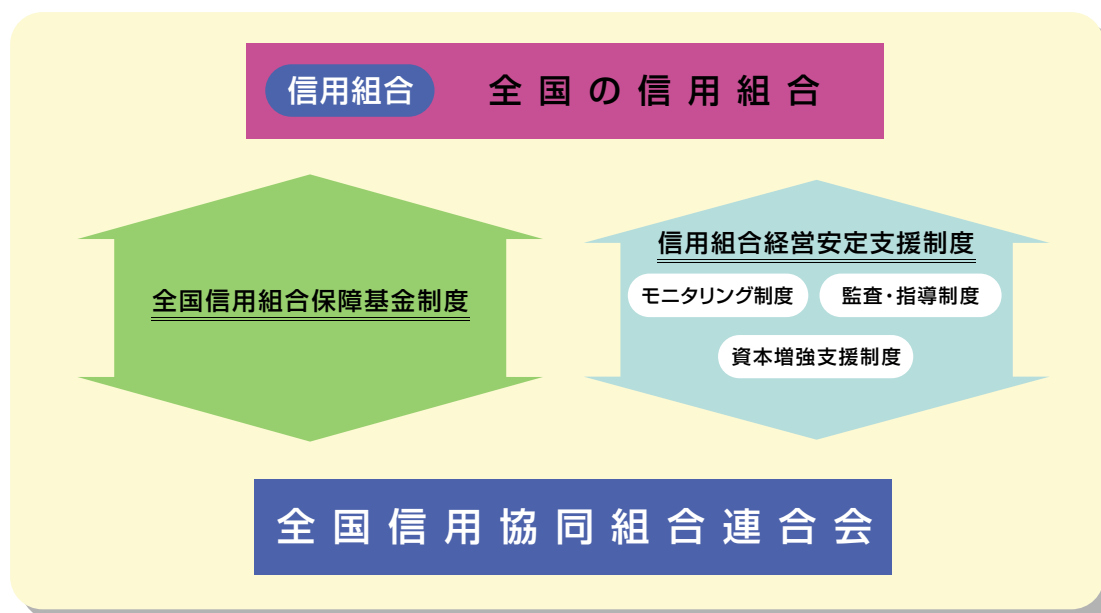 信用組合 全国の信用組合
全国信用組合保障基金制度
信用組合経営安定支援制度
モニタリング制度 監査・指導制度
資本増強支援制度
全国信用協同組合連合会